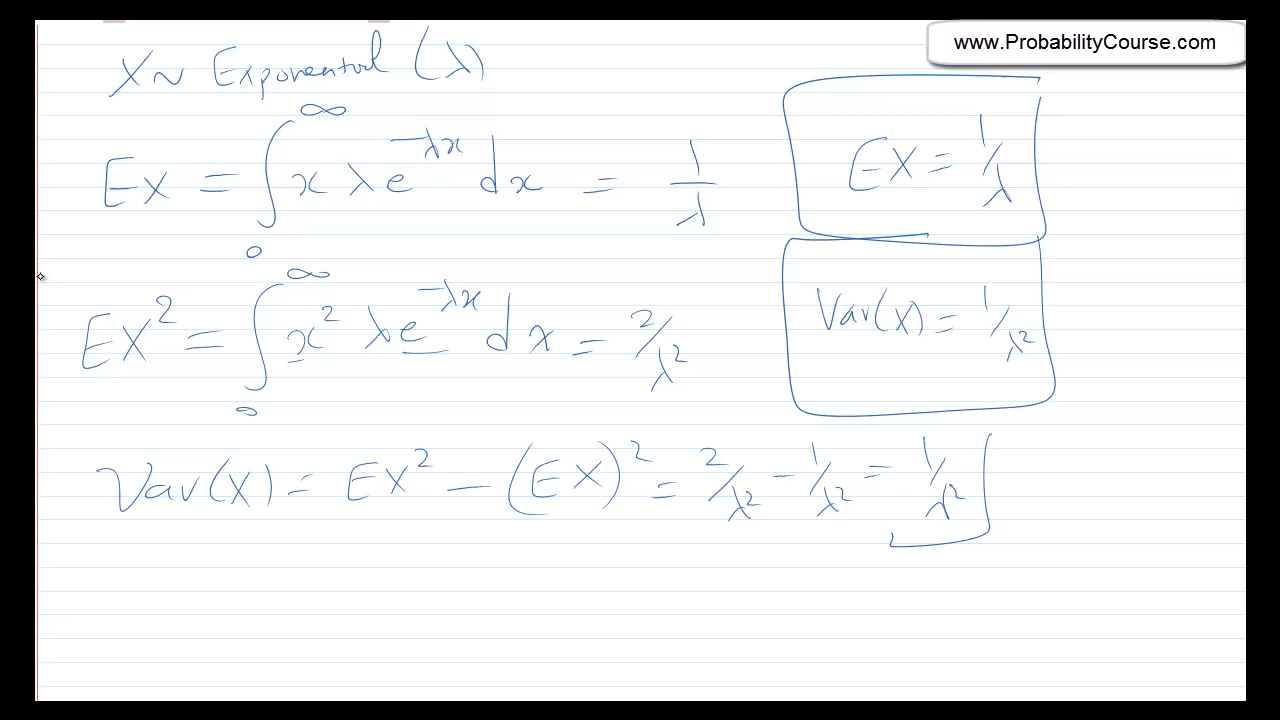 www.ProbabilityCourse.com
X ~ Exponential (λ)
EX = ∫₀^∞ x λe^{-λx} dx = 1/λ
EX = 1/λ
EX² = ∫₀^∞ x² λe^{-λx} dx = 2/λ²
Var(X) = 1/λ²
Var(X) = EX² - (EX)² = 2/λ² - 1/λ² = 1/λ²